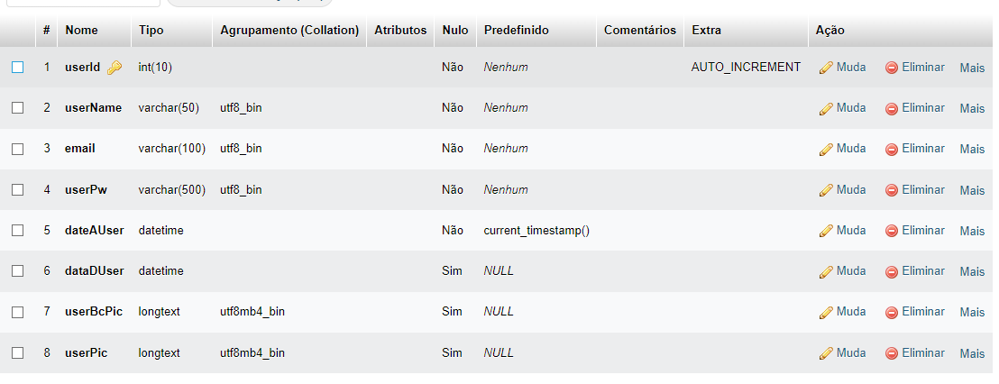 # Nome Tipo Agrupamento (Collation) Atributos Nulo Predefinido Comentários Extra Ação
1 userId int(10) Não Nenhum AUTO_INCREMENT Muda Eliminar Mais
2 userName varchar(50) utf8_bin Não Nenhum Muda Eliminar Mais
3 email varchar(100) utf8_bin Não Nenhum Muda Eliminar Mais
4 userPw varchar(500) utf8_bin Não Nenhum Muda Eliminar Mais
5 dateAUser datetime Não current_timestamp() Muda Eliminar Mais
6 dataDUser datetime Sim NULL Muda Eliminar Mais
7 userBcPic longtext utf8mb4_bin Sim NULL Muda Eliminar Mais
8 userPic longtext utf8mb4_bin Sim NULL Muda Eliminar Mais